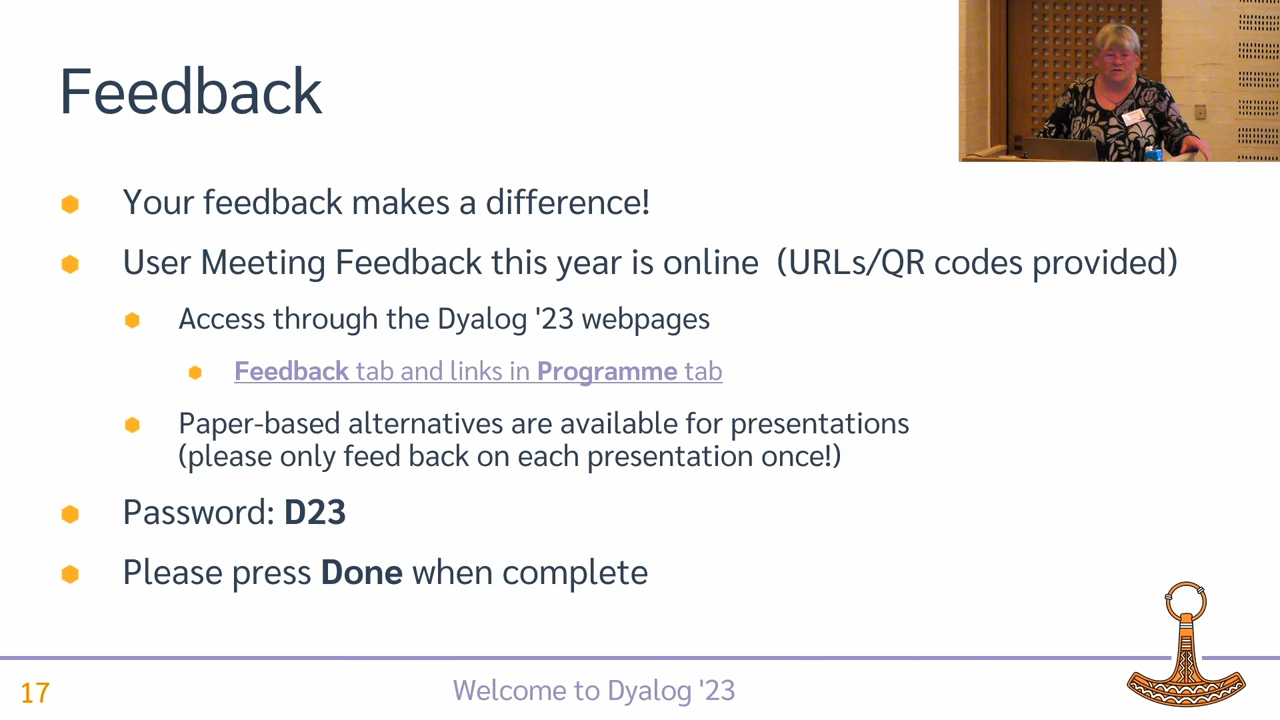 Feedback
Your feedback makes a difference!
User Meeting Feedback this year is online (URLs/QR codes provided)
Access through the Dyalog '23 webpages
Feedback tab and links in Programme tab
Paper-based alternatives are available for presentations
(please only feed back on each presentation once!)
Password: D23
Please press Done when complete
17
Welcome to Dyalog '23